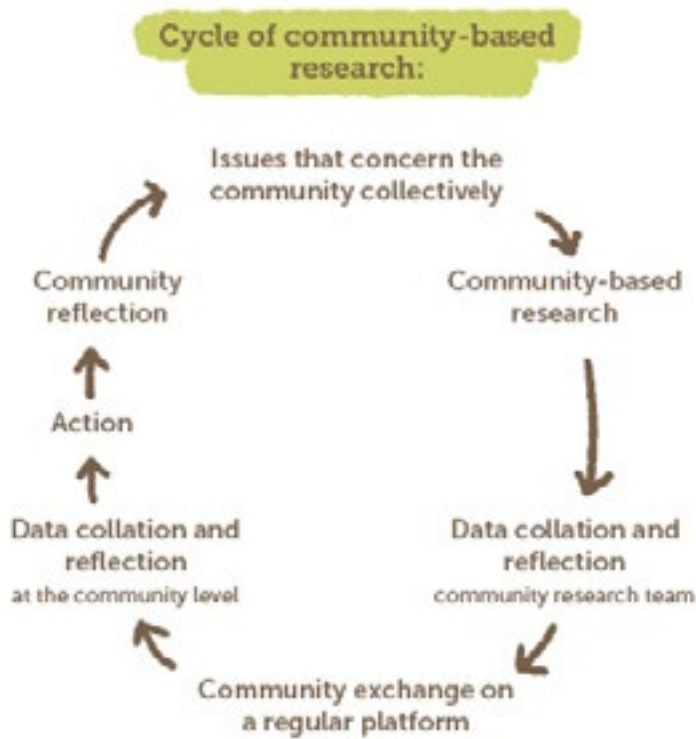 Cycle of community-based
research:
Issues that concern the
community collectively
Community-based
research
Data collation and
reflection
community research team
Community exchange on
a regular platform
Data collation and
reflection
at the community level
Action
Community
reflection